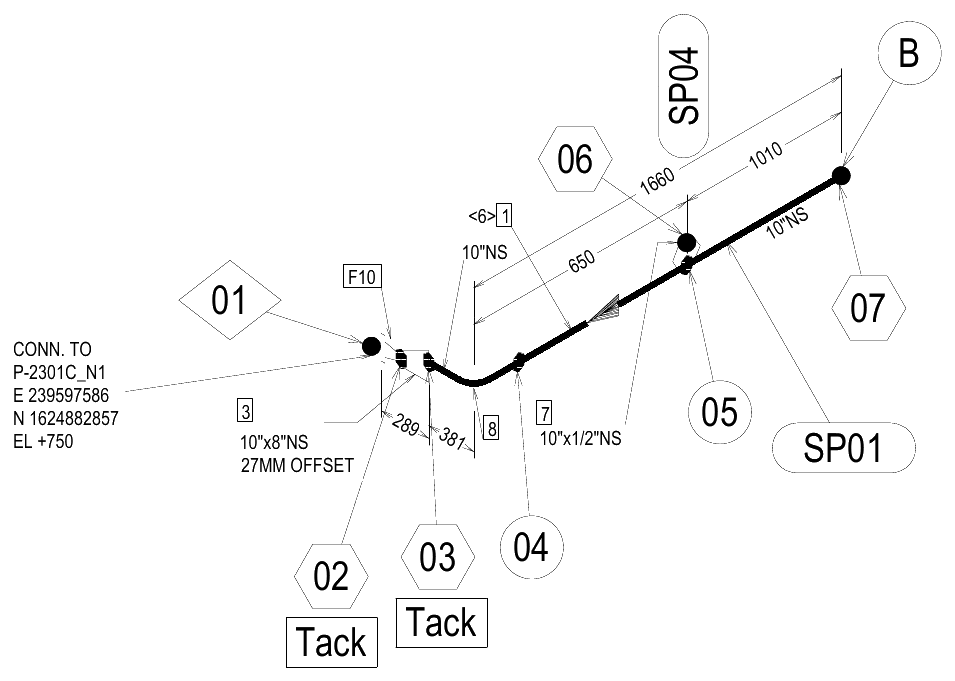 SP04
B
06
1660
1010
<6> 1
10"NS
10"NS
650
F10
01
07
CONN. TO
P-2301C_N1
E 239597586
N 1624882857
EL +750
3
10"x8"NS
27MM OFFSET
289
381
8
7
10"x1/2"NS
05
SP01
02
03
04
Tack
Tack